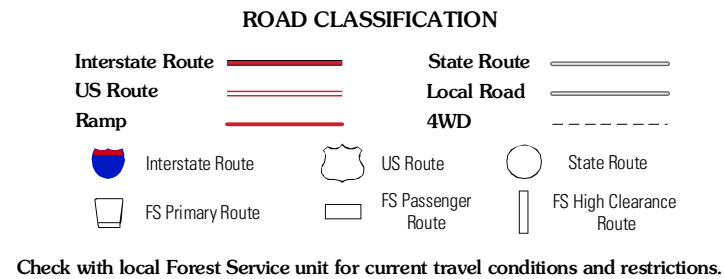 ROAD CLASSIFICATION
Interstate Route
State Route
US Route
Local Road
Ramp
4WD
Interstate Route
US Route
State Route
FS Primary Route
FS Passenger
Route
FS High Clearance
Route
Check with local Forest Service unit for current travel conditions and restrictions.